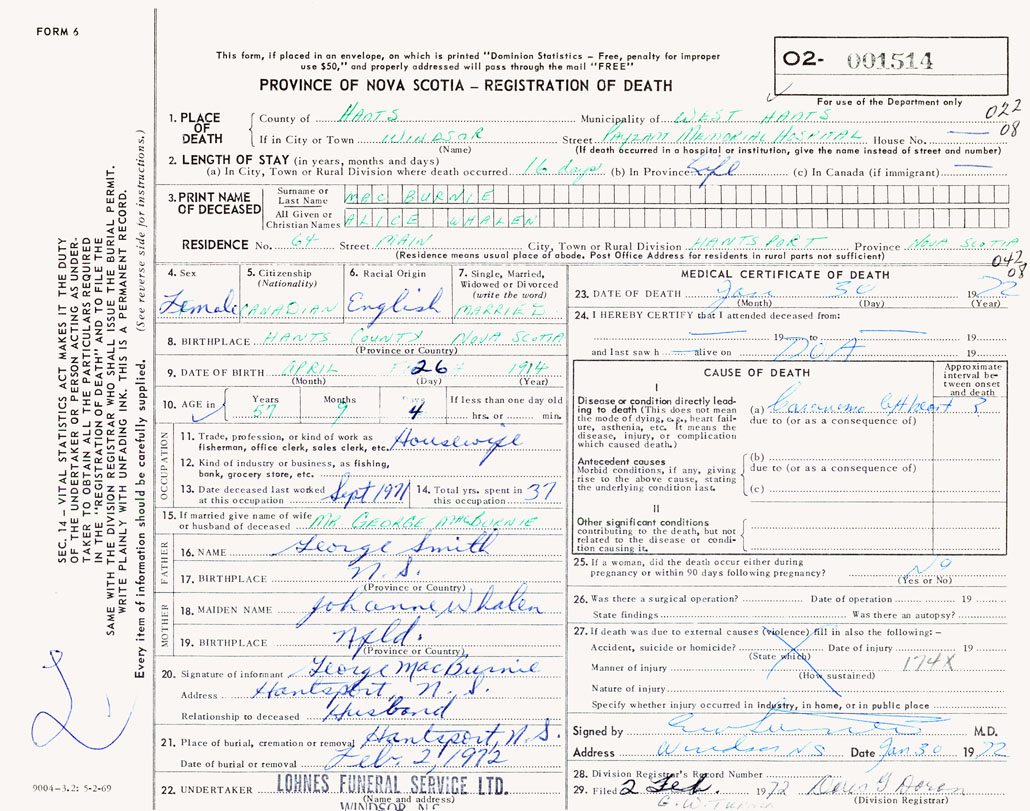 FORM 6
This form, if placed in an envelope, on which is printed "Dominion Statistics – Free, penalty for improper
use $50," and properly addressed will pass through the mail "FREE"
PROVINCE OF NOVA SCOTIA – REGISTRATION OF DEATH
O2- 001514
For use of the Department only
022
08
1. PLACE OF DEATH
County of HANTS Municipality of WEST HANTS
If in City or Town WINDSOR Street PAYZANT MEMORIAL HOSPITAL House No. —
(Name) (If death occurred in a hospital or institution, give the name instead of street and number)
2. LENGTH OF STAY (in years, months and days)
(a) In City, Town or Rural Division where death occurred 16 days (b) In Province Life (c) In Canada (if immigrant) —
3. PRINT NAME OF DECEASED
Surname or Last Name MAC BURNIE
All Given or Christian Names ALICE WHALEN
RESIDENCE No. 64 Street MAIN City, Town or Rural Division HANTSPORT Province NOVA SCOTIA
(Residence means usual place of abode. Post Office Address for residents in rural parts not sufficient)
042
08
4. Sex Female
5. Citizenship (Nationality) CANADIAN
6. Racial Origin English
7. Single, Married, Widowed or Divorced (write the word) MARRIED
8. BIRTHPLACE HANTS COUNTY NOVA SCOTIA
(Province or Country)
9. DATE OF BIRTH APRIL 26 1914
(Month) (Day) (Year)
10. AGE in Years 57 Months 9 Days 4 If less than one day old hrs. or min.
OCCUPATION
11. Trade, profession, or kind of work as
fisherman, office clerk, sales clerk, etc. Housewife
12. Kind of industry or business, as fishing,
bank, grocery store, etc.
13. Date deceased last worked at this occupation Sept 1971 14. Total yrs. spent in this occupation 37
15. If married give name of wife
or husband of deceased MR. GEORGE MACBURNIE
FATHER
16. NAME George Smith
17. BIRTHPLACE N.S.
(Province or Country)
MOTHER
18. MAIDEN NAME Johanne Whalen
19. BIRTHPLACE Nfld.
(Province or Country)
20. Signature of informant George MacBurnie
Address Hantsport, N.S.
Relationship to deceased Husband
21. Place of burial, cremation or removal Hantsport, N.S.
Date of burial or removal Feb. 2, 1972
22. UNDERTAKER LOHNES FUNERAL SERVICE LTD.
(Name and address)
WINDSOR, N.S.
MEDICAL CERTIFICATE OF DEATH
23. DATE OF DEATH Jan 30 1972
(Month) (Day) (Year)
24. I HEREBY CERTIFY that I attended deceased from:
— 19 to — 19
and last saw h — alive on DOA 19
CAUSE OF DEATH
Approximate interval between onset and death
I
Disease or condition directly leading to death (This does not
the mode of dying, e.g., heart failure, asthenia, etc. It means the
disease, injury, or complication
which caused death.)
(a) ?
due to (or as a consequence of)
Antecedent causes
Morbid conditions, if any, giving
rise to the above cause, stating
the underlying condition last.
(b)
due to (or as a consequence of)
(c)
II
Other significant conditions
contributing to the death, but not
related to the disease or condition causing it.
25. If a woman, did the death occur either during
pregnancy or within 90 days following pregnancy? No
(Yes or No)
26. Was there a surgical operation? Date of operation 19
State findings Was there an autopsy?
27. If death was due to external causes (violence) fill in also the following: –
Accident, suicide or homicide? Date of injury 19
(State which)
Manner of injury 174X
(How sustained)
Nature of injury
Specify whether injury occurred in industry, in home, or in public place
Signed by M.D.
Address Windsor NS Date Jan. 30 1972
28. Division Registrar's Record Number
29. Filed 2 Feb. 1972 Doris G Doran
(Division Registrar)
SEC. 14 – VITAL STATISTICS ACT MAKES IT THE DUTY
OF THE UNDERTAKER OR PERSON ACTING AS UNDERTAKER TO OBTAIN ALL THE PARTICULARS REQUIRED
IN THE "REGISTRATION OF DEATH" AND TO FILE THE
SAME WITH THE DIVISION REGISTRAR WHO SHALL ISSUE THE BURIAL PERMIT.
WRITE PLAINLY WITH UNFADING INK. THIS IS A PERMANENT RECORD.
Every item of information should be carefully supplied. (See reverse side for instructions.)
9004-3.2: 5-2-69